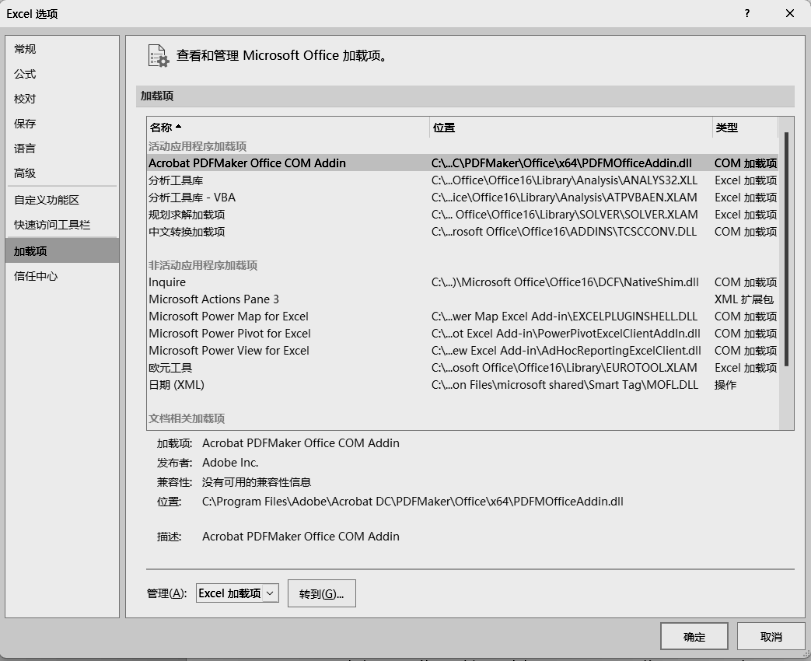 Excel 选项
? ×
常规
公式
校对
保存
语言
高级
自定义功能区
快速访问工具栏
加载项
信任中心
查看和管理 Microsoft Office 加载项。
加载项
名称 位置 类型
活动应用程序加载项
Acrobat PDFMaker Office COM Addin C:\...C\PDFMaker\Office\x64\PDFMOfficeAddin.dll COM 加载项
分析工具库 C:\...Office\Office16\Library\Analysis\ANALYS32.XLL Excel 加载项
分析工具库 - VBA C:\...ice\Office16\Library\Analysis\ATPVBAEN.XLAM Excel 加载项
规划求解加载项 C:\... Office\Office16\Library\SOLVER\SOLVER.XLAM Excel 加载项
中文转换加载项 C:\...rosoft Office\Office16\ADDINS\TCSCCONV.DLL COM 加载项
非活动应用程序加载项
Inquire C:\...)\Microsoft Office\Office16\DCF\NativeShim.dll COM 加载项
Microsoft Actions Pane 3 XML 扩展包
Microsoft Power Map for Excel C:\...wer Map Excel Add-in\EXCELPLUGINSHELL.DLL COM 加载项
Microsoft Power Pivot for Excel C:\...ot Excel Add-in\PowerPivotExcelClientAddIn.dll COM 加载项
Microsoft Power View for Excel C:\...ew Excel Add-in\AdHocReportingExcelClient.dll COM 加载项
欧元工具 C:\...osoft Office\Office16\Library\EUROTOOL.XLAM Excel 加载项
日期 (XML) C:\...on Files\microsoft shared\Smart Tag\MOFL.DLL 操作
文档相关加载项
加载项: Acrobat PDFMaker Office COM Addin
发布者: Adobe Inc.
兼容性: 没有可用的兼容性信息
位置: C:\Program Files\Adobe\Acrobat DC\PDFMaker\Office\x64\PDFMOfficeAddin.dll
描述: Acrobat PDFMaker Office COM Addin
管理(A): Excel 加载项 转到(G)...
确定 取消